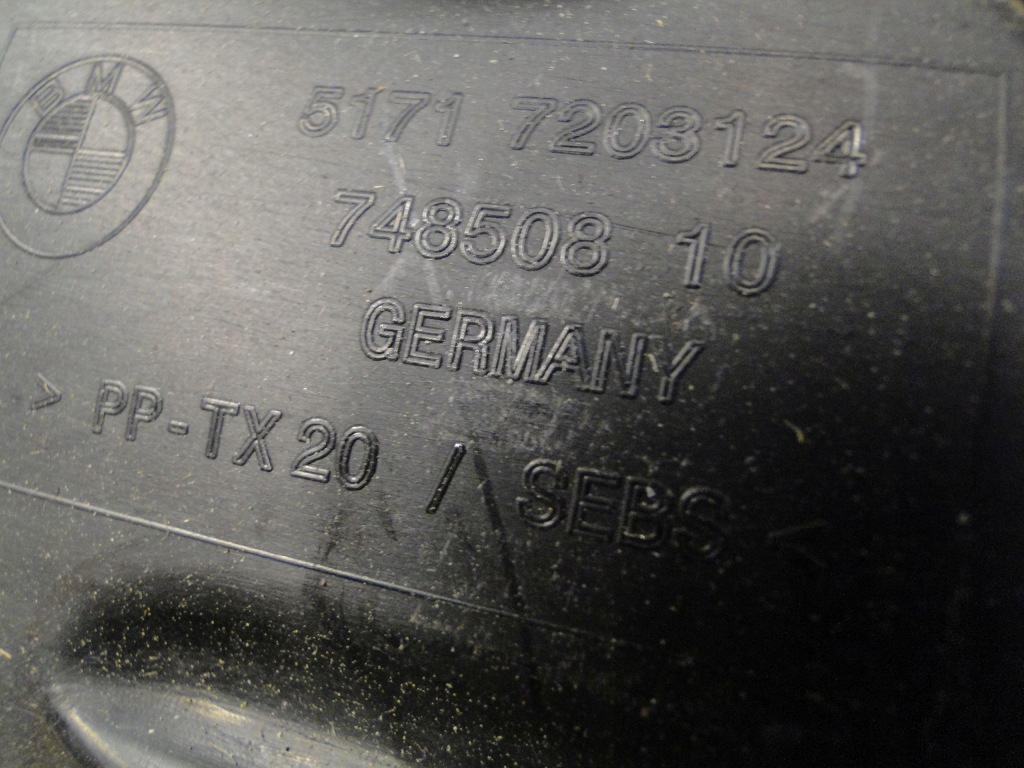 BMW
5171 7203124
748508 10
GERMANY
> PP-TX20 / SEBS <